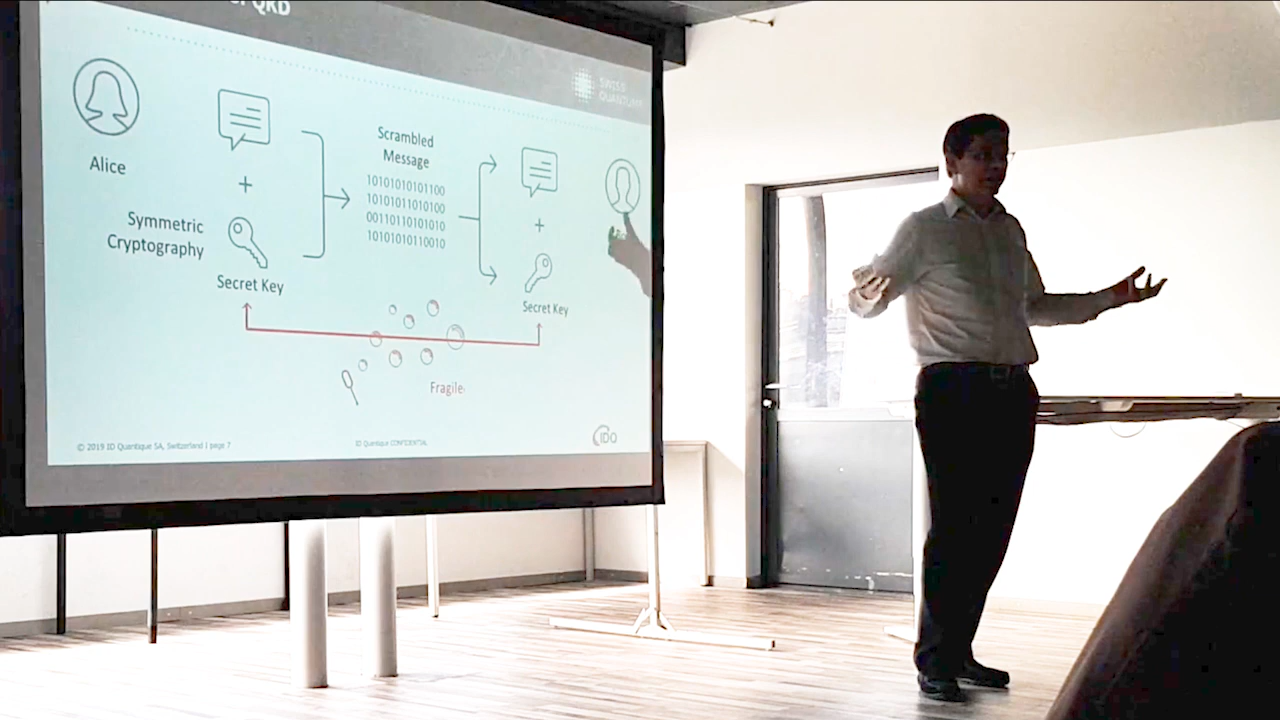 QKD
SWISS
QUANTUM
Alice
Symmetric
Cryptography
Secret Key
Scrambled
Message
10101010101100
10101011010100
00110110101010
10101010110010
Secret Key
Fragile
© 2019 ID Quantique SA, Switzerland | page 7
ID Quantique CONFIDENTIAL
IDQ